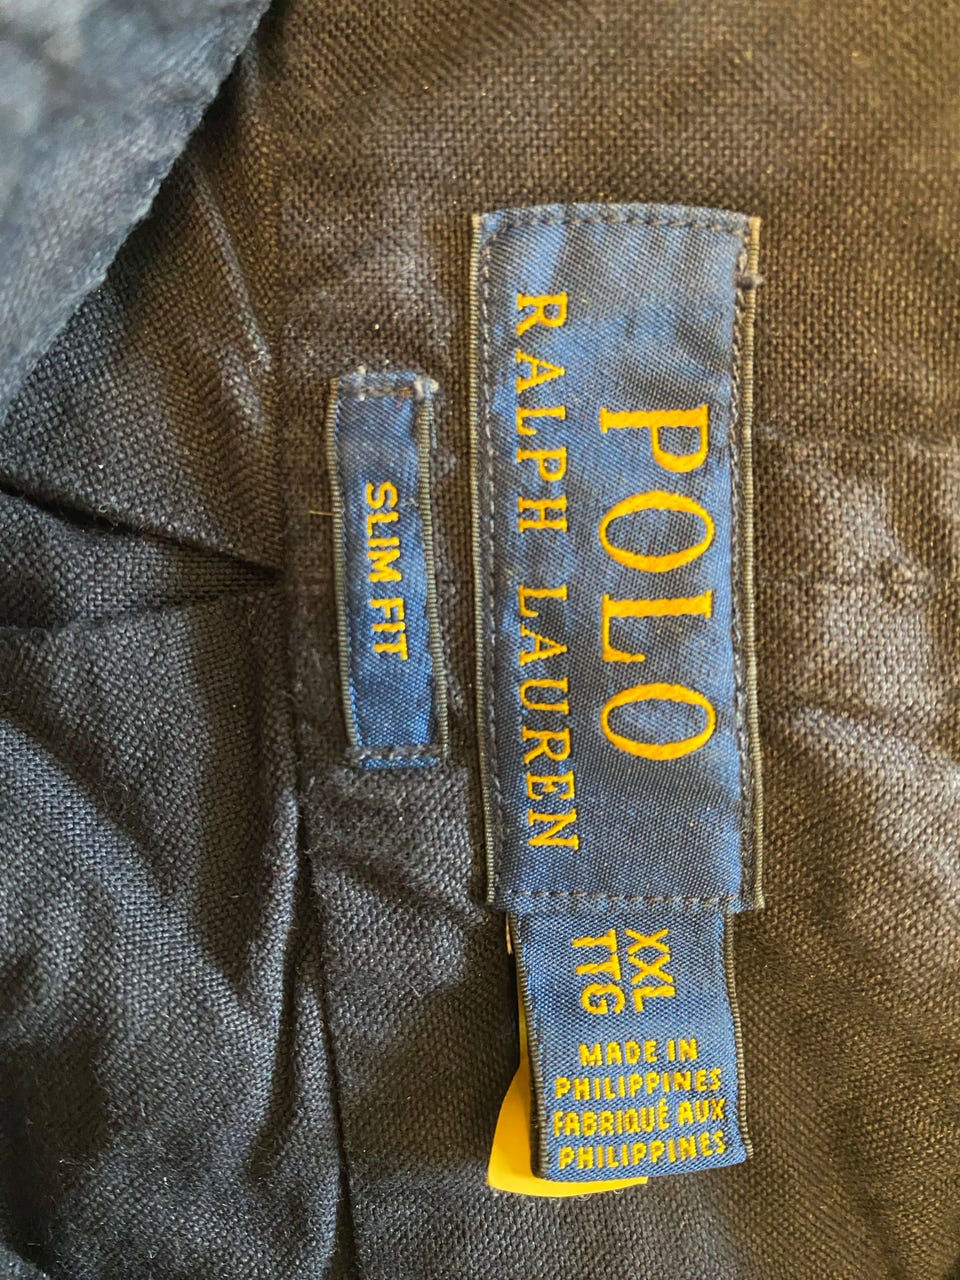 POLO
RALPH LAUREN
SLIM FIT
XXL
TTG
MADE IN
PHILIPPINES
FABRIQUÉ AUX
PHILIPPINES